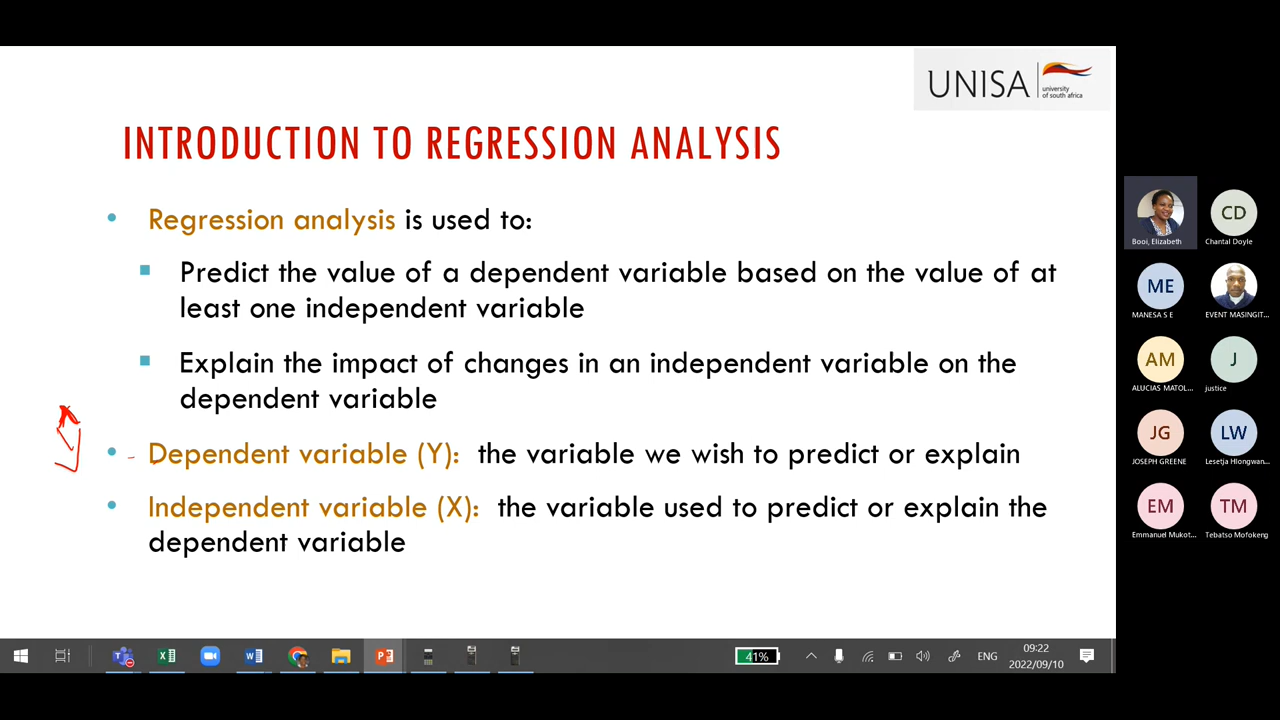 UNISA
university
of south africa
INTRODUCTION TO REGRESSION ANALYSIS
Regression analysis is used to:
Predict the value of a dependent variable based on the value of at
least one independent variable
Explain the impact of changes in an independent variable on the
dependent variable
Dependent variable (Y): the variable we wish to predict or explain
Independent variable (X): the variable used to predict or explain the
dependent variable
CD
Booi, Elizabeth
Chantal Doyle
ME
MANESA S E
EVENT MASINGIT...
AM
J
ALUCIAS MATOL...
justice
JG
LW
JOSEPH GREENE
Lesetja Hlongwan...
EM
TM
Emmanuel Mukot...
Tebatso Mofokeng
41%
ENG
09:22
2022/09/10